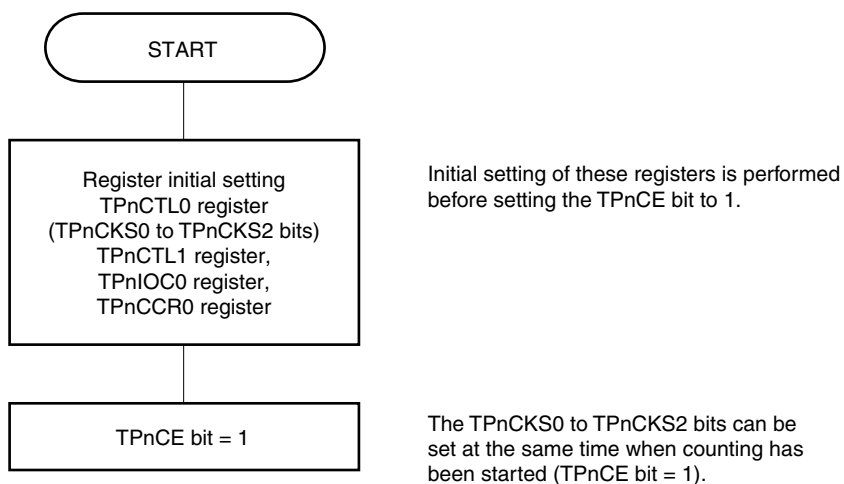 START
Register initial setting
TPnCTL0 register
(TPnCKS0 to TPnCKS2 bits)
TPnCTL1 register,
TPnIOC0 register,
TPnCCR0 register
Initial setting of these registers is performed
before setting the TPnCE bit to 1.
TPnCE bit = 1
The TPnCKS0 to TPnCKS2 bits can be
set at the same time when counting has
been started (TPnCE bit = 1).